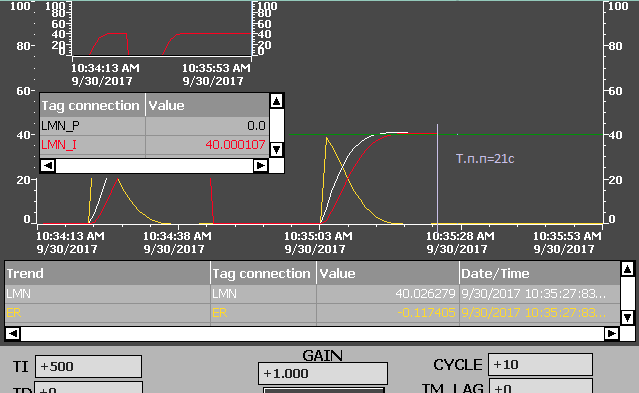 100
80
60
40
20
0
100
80
60
40
20
0
10:34:13 AM
9/30/2017
10:35:53 AM
9/30/2017
Tag connection Value
LMN_P 0.0
LMN_I 40.000107
100
80
60
40
20
0
100
80
60
40
20
0
Т.п.п=21с
10:34:13 AM
9/30/2017
10:34:38 AM
9/30/2017
10:35:03 AM
9/30/2017
10:35:28 AM
9/30/2017
10:35:53 AM
9/30/2017
Trend Tag connection Value Date/Time
LMN LMN 40.026279 9/30/2017 10:35:27:83...
ER ER -0.117405 9/30/2017 10:35:27:83...
TI +500
GAIN
+1.000
CYCLE +10
TD +0
TM_LAG +0